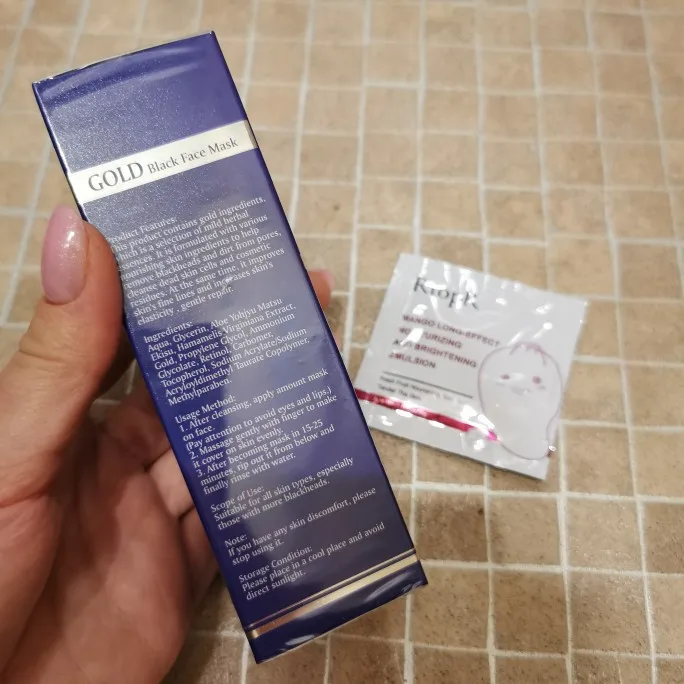 GOLD Black Face Mask
Product Features:
This product contains gold ingredients,
which is a selection of mild herbal
essences. It is formulated with various
nourishing skin ingredients to help
remove blackheads and dirt from pores,
cleanse dead skin cells and cosmetic
residues. At the same time, it improves
skin's fine lines and increases skin's
elasticity - gentle repair.
Ingredients:
Aqua, Glycerin, Aloe Yohjyu Matsu
Ekisu, Hamamelis Virginiana Extract,
Gold, Propylene Glycol, Ammonium
Glycolate, Retinol, Carbomer,
Tocopherol, Sodium Acrylate/Sodium
Acryloyldimethyl Taurate Copolymer,
Methylparaben.
Usage Method:
1. After cleansing, apply amount mask
on face.
(Pay attention to avoid eyes and lips.)
2. Massage gently with finger to make
it cover on skin evenly.
3. After becoming mask in 15-25
minutes, rip out it from below and
finally rinse with water.
Scope of Use:
Suitable for all skin types, especially
those with more blackheads.
Note:
If you have any skin discomfort, please
stop using it.
Storage Condition:
Please place in a cool place and avoid
direct sunlight.
RtopR
MANGO LONG-EFFECT
MOISTURIZING
AND BRIGHTENING
EMULSION